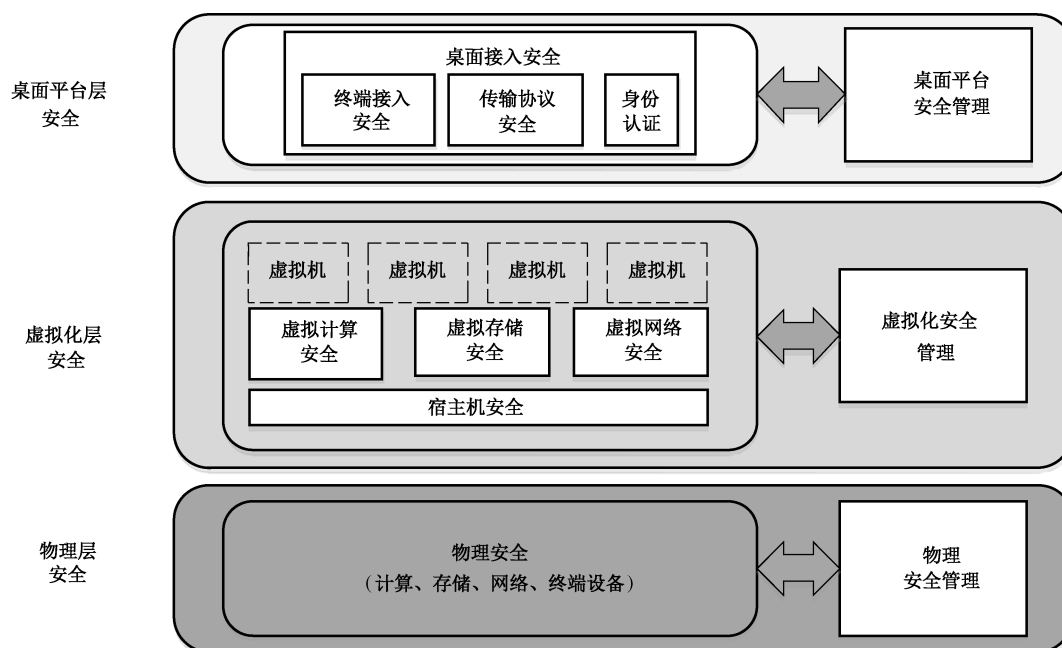 桌面平台层
安全
桌面接入安全
终端接入
安全
传输协议
安全
身份
认证
桌面平台
安全管理
虚拟化层
安全
虚拟机
虚拟机
虚拟机
虚拟机
虚拟计算
安全
虚拟存储
安全
虚拟网络
安全
宿主机安全
虚拟化安全
管理
物理层
安全
物理安全
(计算、存储、网络、终端设备)
物理
安全管理